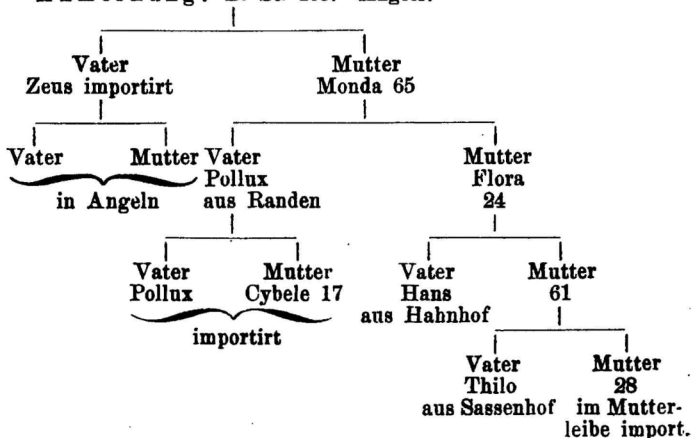 Vater Mutter
Zeus importirt Monda 65
Vater Mutter Vater Mutter
Pollux Flora
in Angeln aus Randen 24
Vater Mutter Vater Mutter
Pollux Cybele 17 Hans 61
aus Hahnhof
importirt
Vater Mutter
Thilo 28
aus Sassenhof im Mutter-
leibe import.